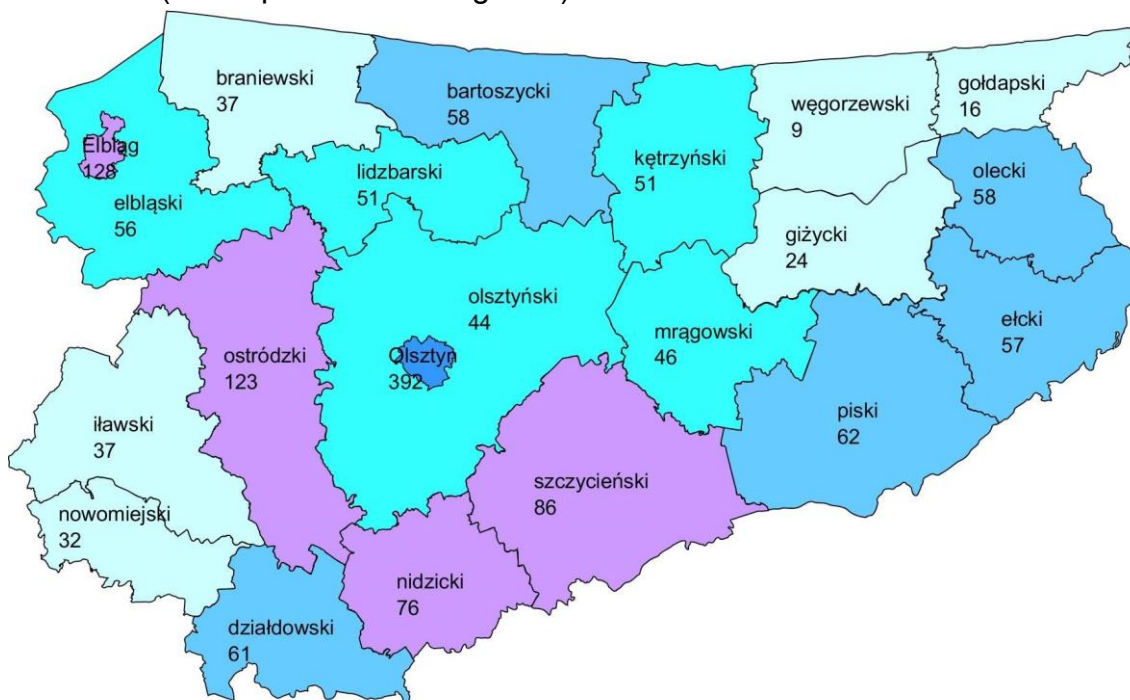 braniewski
37
bartoszycki
58
węgorzewski
9
gołdapski
16
Elbląg
128
elbląski
56
lidzbarski
51
kętrzyński
51
olecki
58
giżycki
24
olsztyński
44
mrągowski
46
ełcki
57
ostródzki
123
Olsztyn
392
piski
62
iławski
37
szczycieński
86
nowomiejski
32
nidzicki
76
działdowski
61